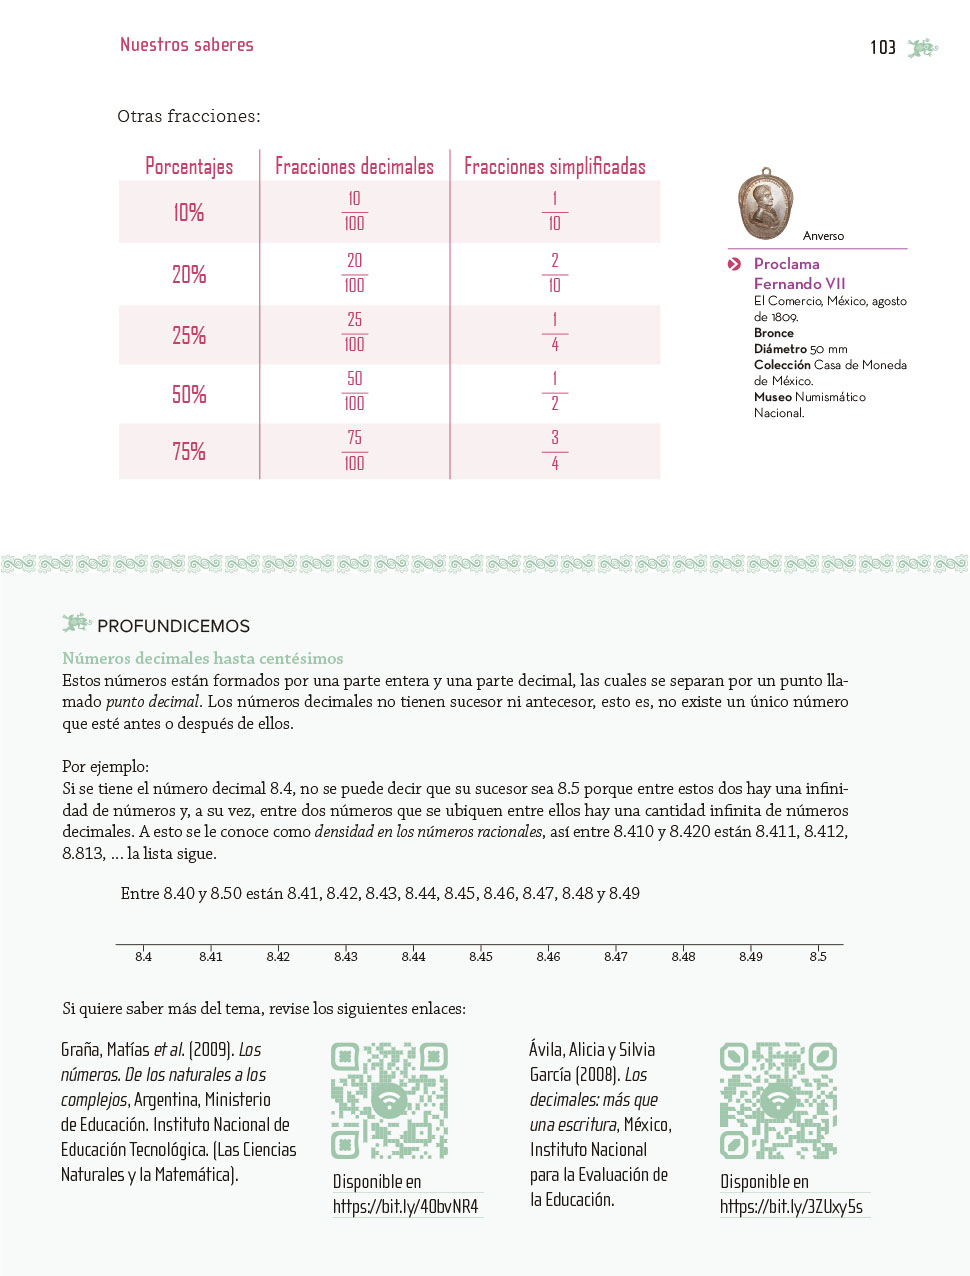 Nuestros saberes
103
Otras fracciones:
Porcentajes Fracciones decimales Fracciones simplificadas
10% 10/100 1/10
20% 20/100 2/10
25% 25/100 1/4
50% 50/100 1/2
75% 75/100 3/4
Anverso
Proclama
Fernando VII
El Comercio, México, agosto
de 1809.
Bronce
Diámetro 50 mm
Colección Casa de Moneda
de México.
Museo Numismático
Nacional.
PROFUNDICEMOS
Números decimales hasta centésimos
Estos números están formados por una parte entera y una parte decimal, las cuales se separan por un punto lla-
mado punto decimal. Los números decimales no tienen sucesor ni antecesor, esto es, no existe un único número
que esté antes o después de ellos.
Por ejemplo:
Si se tiene el número decimal 8.4, no se puede decir que su sucesor sea 8.5 porque entre estos dos hay una infini-
dad de números y, a su vez, entre dos números que se ubiquen entre ellos hay una cantidad infinita de números
decimales. A esto se le conoce como densidad en los números racionales, así entre 8.410 y 8.420 están 8.411, 8.412,
8.813, ... la lista sigue.
Entre 8.40 y 8.50 están 8.41, 8.42, 8.43, 8.44, 8.45, 8.46, 8.47, 8.48 y 8.49
8.4 8.41 8.42 8.43 8.44 8.45 8.46 8.47 8.48 8.49 8.5
Si quiere saber más del tema, revise los siguientes enlaces:
Graña, Matías et al. (2009). Los
números. De los naturales a los
complejos, Argentina, Ministerio
de Educación. Instituto Nacional de
Educación Tecnológica. (Las Ciencias
Naturales y la Matemática).
Disponible en
https://bit.ly/40bvNR4
Ávila, Alicia y Silvia
García (2008). Los
decimales: más que
una escritura, México,
Instituto Nacional
para la Evaluación de
la Educación.
Disponible en
https://bit.ly/3ZUxy5s